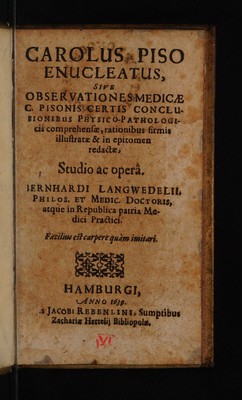 CAROLUS PISO
ENUCLEATUS,
SIVE
OBSERVATIONES MEDICÆ
C. PISONIS CERTIS CONCLU-
SIONIBUS PHYSICO-PATHOLOGI-
cis comprehensæ, rationibus firmis
illustratæ & in epitomen
redactæ,
Studio ac operâ.
BERNHARDI LANGWEDELII,
PHILOS. ET MEDIC. DOCTORIS,
atque in Republica patria Me-
dici Practici.
Facilius est carpere quàm imitari.
HAMBURGI,
ANNO 1639.
JACOBI REBENLINI, Sumptibus
Zachariæ Hertelij Bibliopolæ.